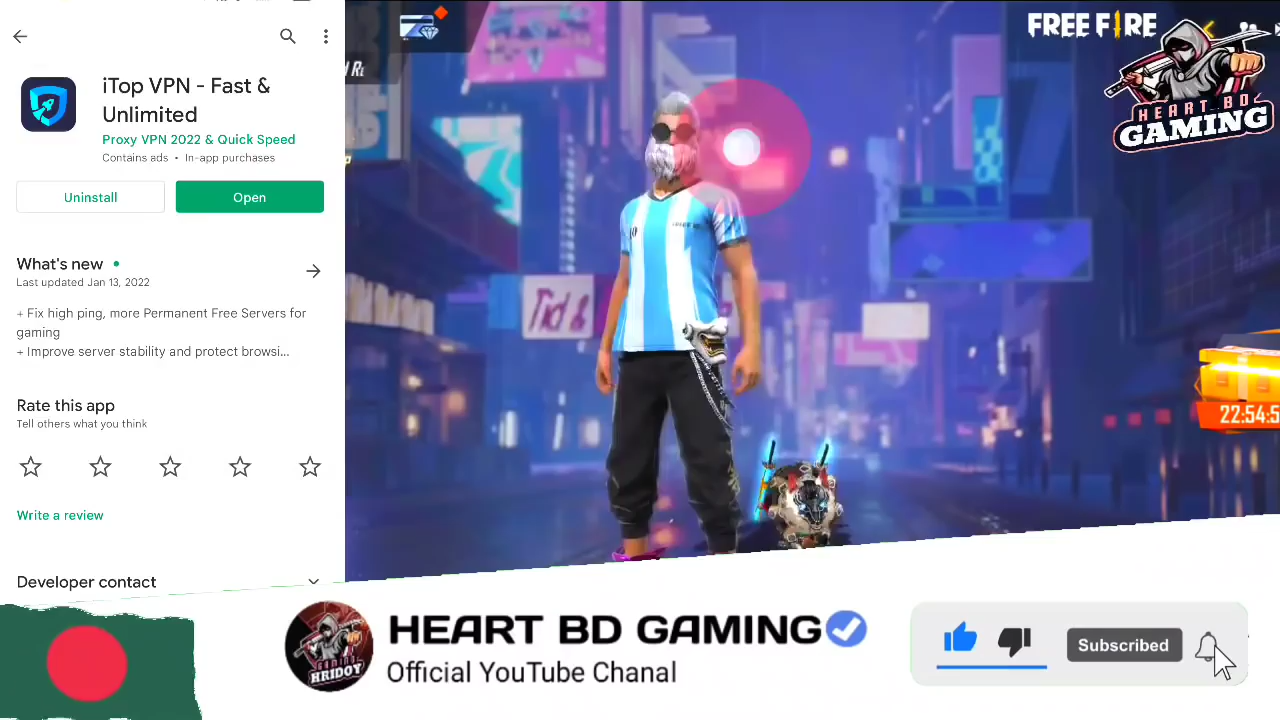 iTop VPN - Fast &
Unlimited
Proxy VPN 2022 & Quick Speed
Contains ads • In-app purchases
Uninstall
Open
What's new •
Last updated Jan 13, 2022
+ Fix high ping, more Permanent Free Servers for
gaming
+ Improve server stability and protect browsi...
Rate this app
Tell others what you think
Write a review
Developer contact
FREE FIRE
HEART BD
GAMING
22:54:5
HEART BD GAMING
Official YouTube Chanal
GAMING
HRIDOY
Subscribed